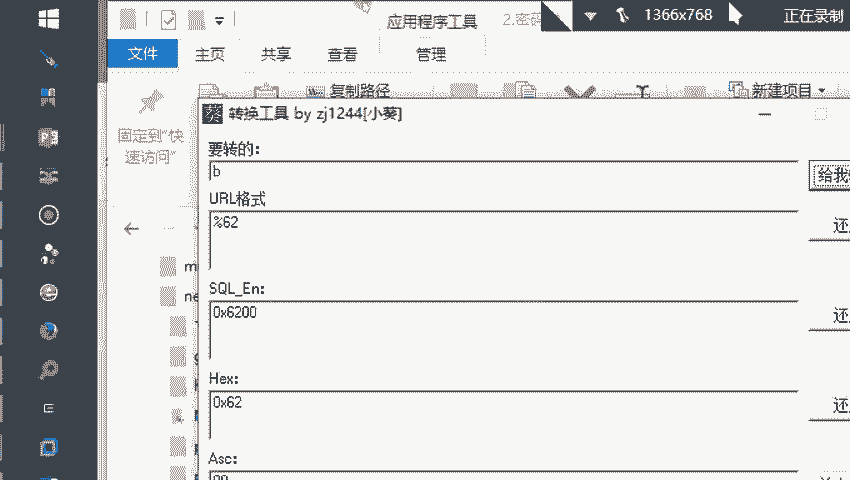 应用程序工具
2.密码
1366x768
正在录制
文件
主页
共享
查看
管理
复制路径
新建项目
固定到"快
速访问"
转换工具 by zj1244[小葵]
要转的:
b
给我
URL格式
%62
还
SQL_En:
0x6200
还
Hex:
0x62
还
Asc: